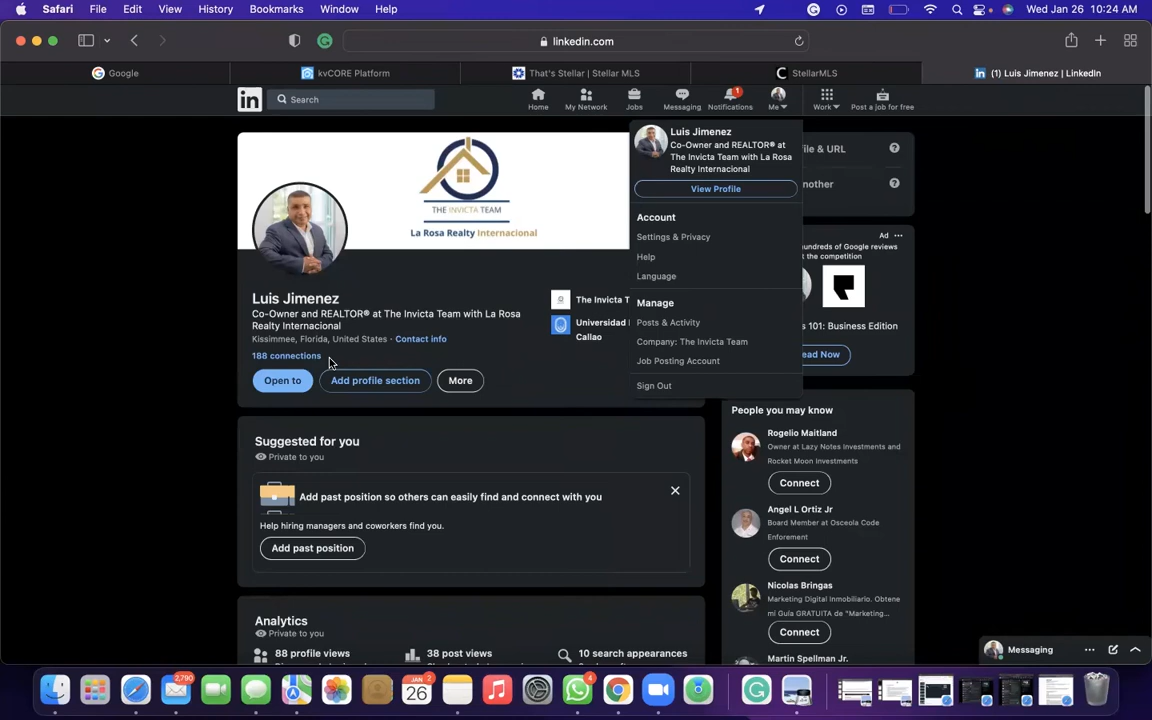 Safari File Edit View History Bookmarks Window Help Wed Jan 26 10:24 AM
linkedin.com
Google kvCORE Platform That's Stellar | Stellar MLS StellarMLS (1) Luis Jimenez | LinkedIn
Search Home My Network Jobs Messaging 1 Notifications Me Work Post a job for free
THE INVICTA TEAM
La Rosa Realty Internacional
Luis Jimenez
Co-Owner and REALTOR® at The Invicta Team with La Rosa
Realty Internacional
Kissimmee, Florida, United States · Contact info
188 connections
Open to Add profile section More
The Invicta T
Universidad
Callao
Luis Jimenez
Co-Owner and REALTOR® at
The Invicta Team with La Rosa
Realty Internacional
View Profile
Account
Settings & Privacy
Help
Language
Manage
Posts & Activity
Company: The Invicta Team
Job Posting Account
Sign Out
file & URL
nother
Ad
undreds of Google reviews
t the competition
s 101: Business Edition
ead Now
Suggested for you
Private to you
Add past position so others can easily find and connect with you
Help hiring managers and coworkers find you.
Add past position
Analytics
Private to you
88 profile views 38 post views 10 search appearances
People you may know
Rogelio Maitland
Owner at Lazy Notes Investments and
Rocket Moon Investments
Connect
Angel L Ortiz Jr
Board Member at Osceola Code
Enforement
Connect
Nicolas Bringas
Marketing Digital Inmobiliario. Obtene
mi Guía GRATUITA de "Marketing...
Connect
Martin Spellman Jr.
Messaging
2,790
JAN
26
4